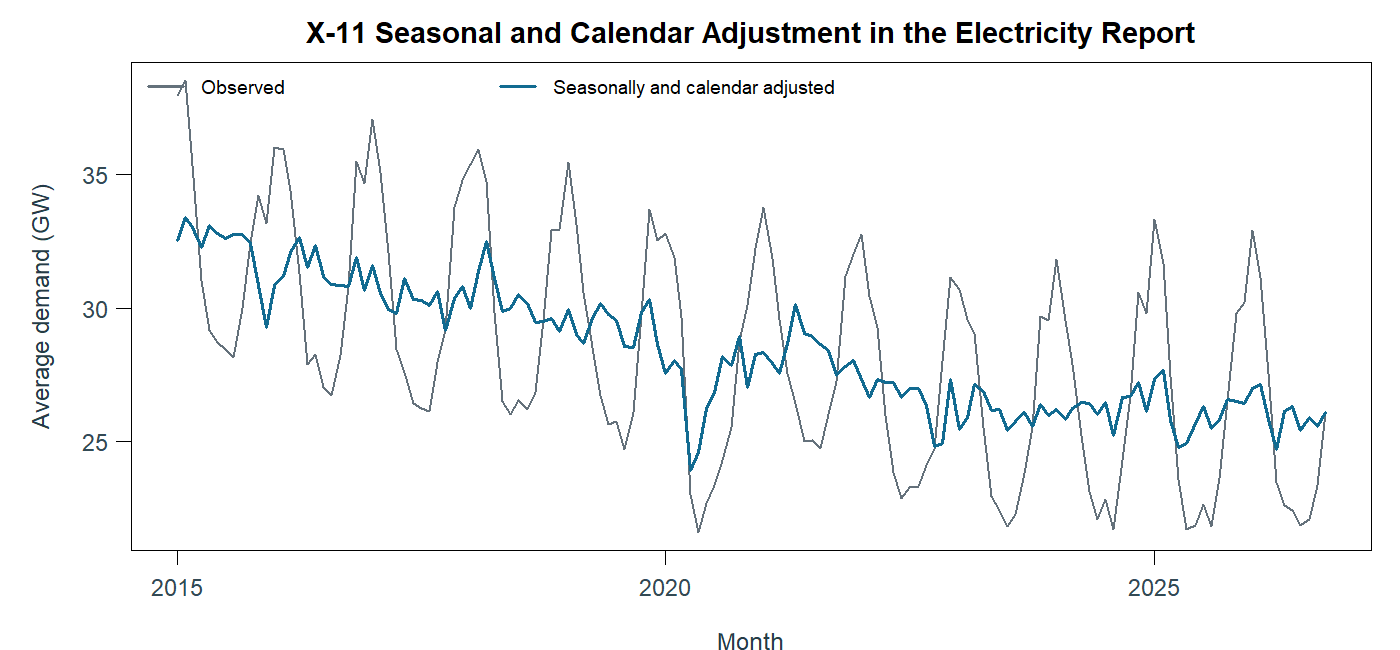 X-11 Seasonal and Calendar Adjustment in the Electricity Report
Observed
Seasonally and calendar adjusted
Average demand (GW)
35
30
25
2015
2020
2025
Month